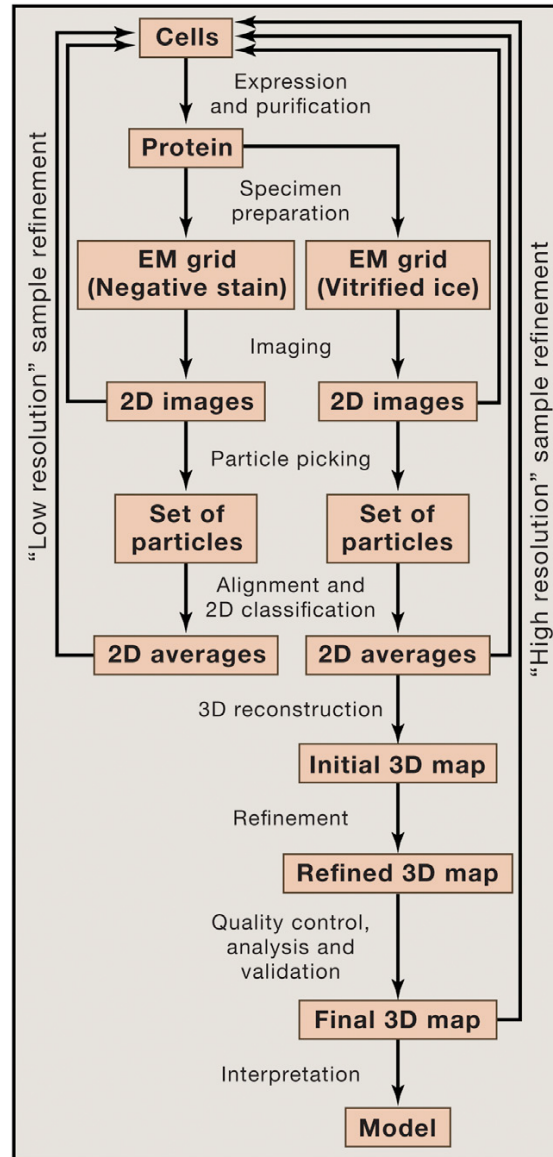 Cells
Expression
and purification
Protein
Specimen
preparation
EM grid
(Negative stain)
EM grid
(Vitrified ice)
Imaging
2D images
2D images
Particle picking
Set of
particles
Set of
particles
Alignment and
2D classification
2D averages
2D averages
3D reconstruction
Initial 3D map
Refinement
Refined 3D map
Quality control,
analysis and
validation
Final 3D map
Interpretation
Model
“Low resolution” sample refinement
“High resolution” sample refinement